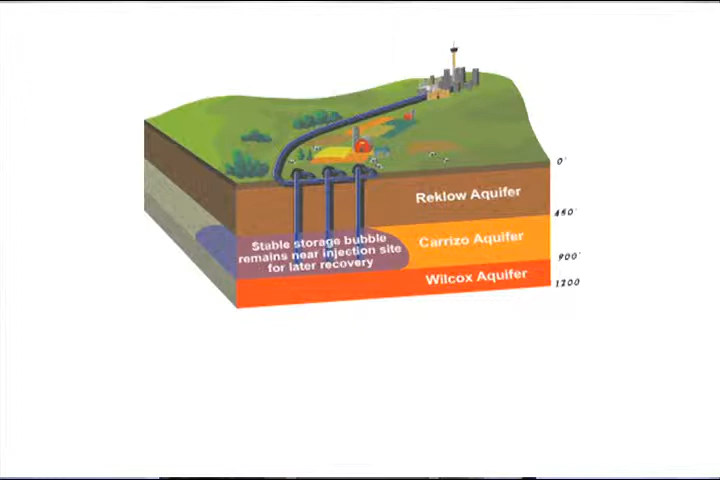 0'
Reklow Aquifer
450'
Carrizo Aquifer
Stable storage bubble
remains near injection site
for later recovery
900'
Wilcox Aquifer
1200